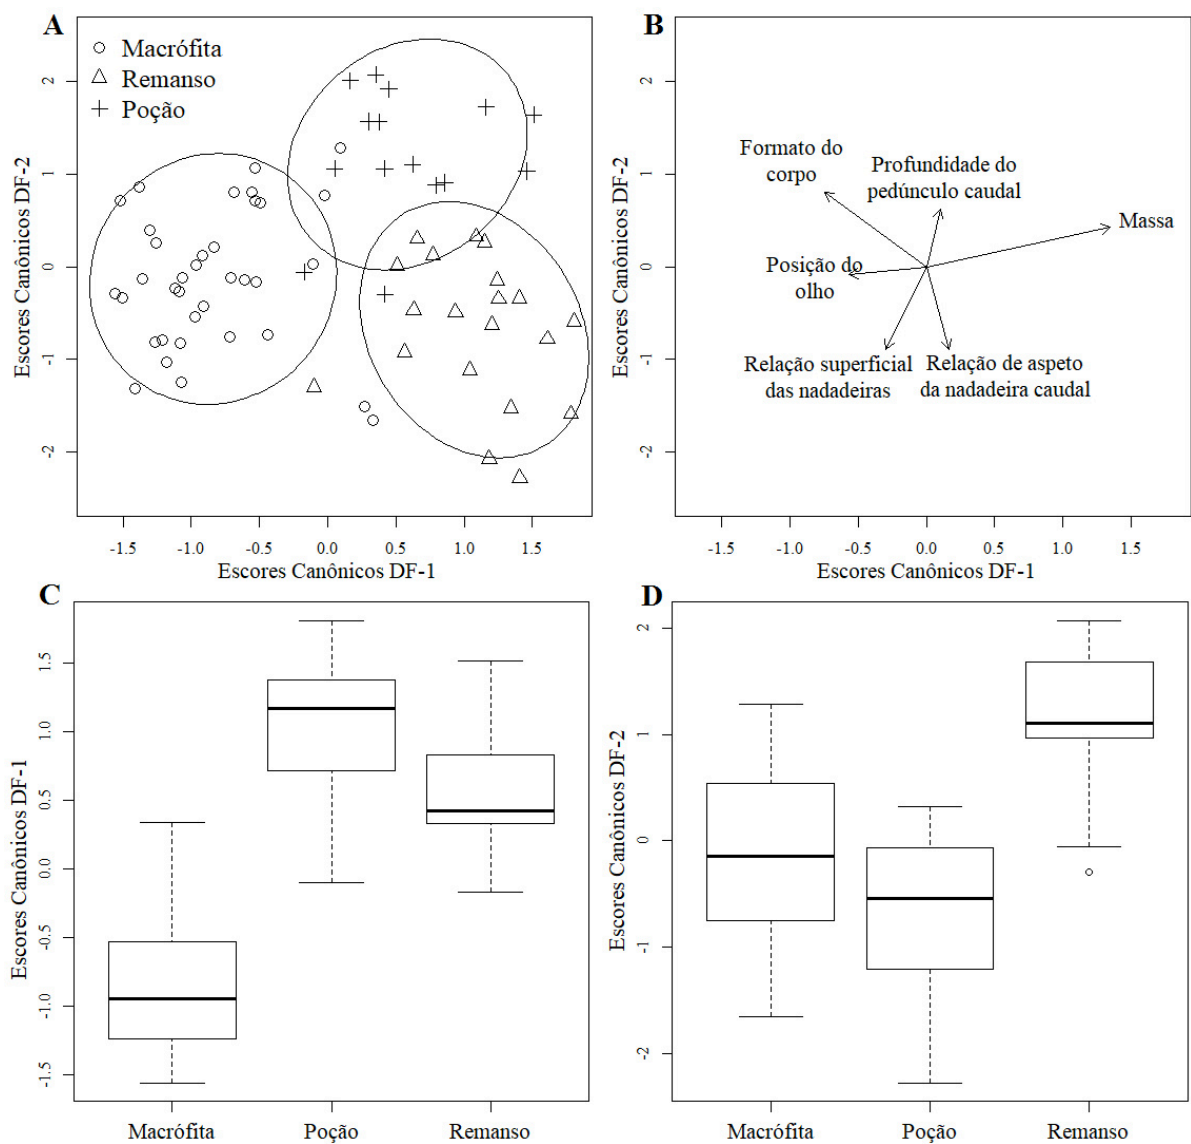 A
Macrófita
Remanso
Poção
2
1
0
-1
-2
Escores Canônicos DF-2
-1.5 -1.0 -0.5 0.0 0.5 1.0 1.5
Escores Canônicos DF-1
B
Formato do
corpo
Profundidade do
pedúnculo caudal
Massa
Posição do
olho
Relação superficial
das nadadeiras
Relação de aspeto
da nadadeira caudal
2
1
0
-1
-2
Escores Canônicos DF-2
-1.5 -1.0 -0.5 0.0 0.5 1.0 1.5
Escores Canônicos DF-1
C
1.5
1.0
0.5
0.0
-0.5
-1.0
-1.5
Escores Canônicos DF-1
Macrófita Poção Remanso
D
2
1
0
-1
-2
Escores Canônicos DF-2
Macrófita Poção Remanso